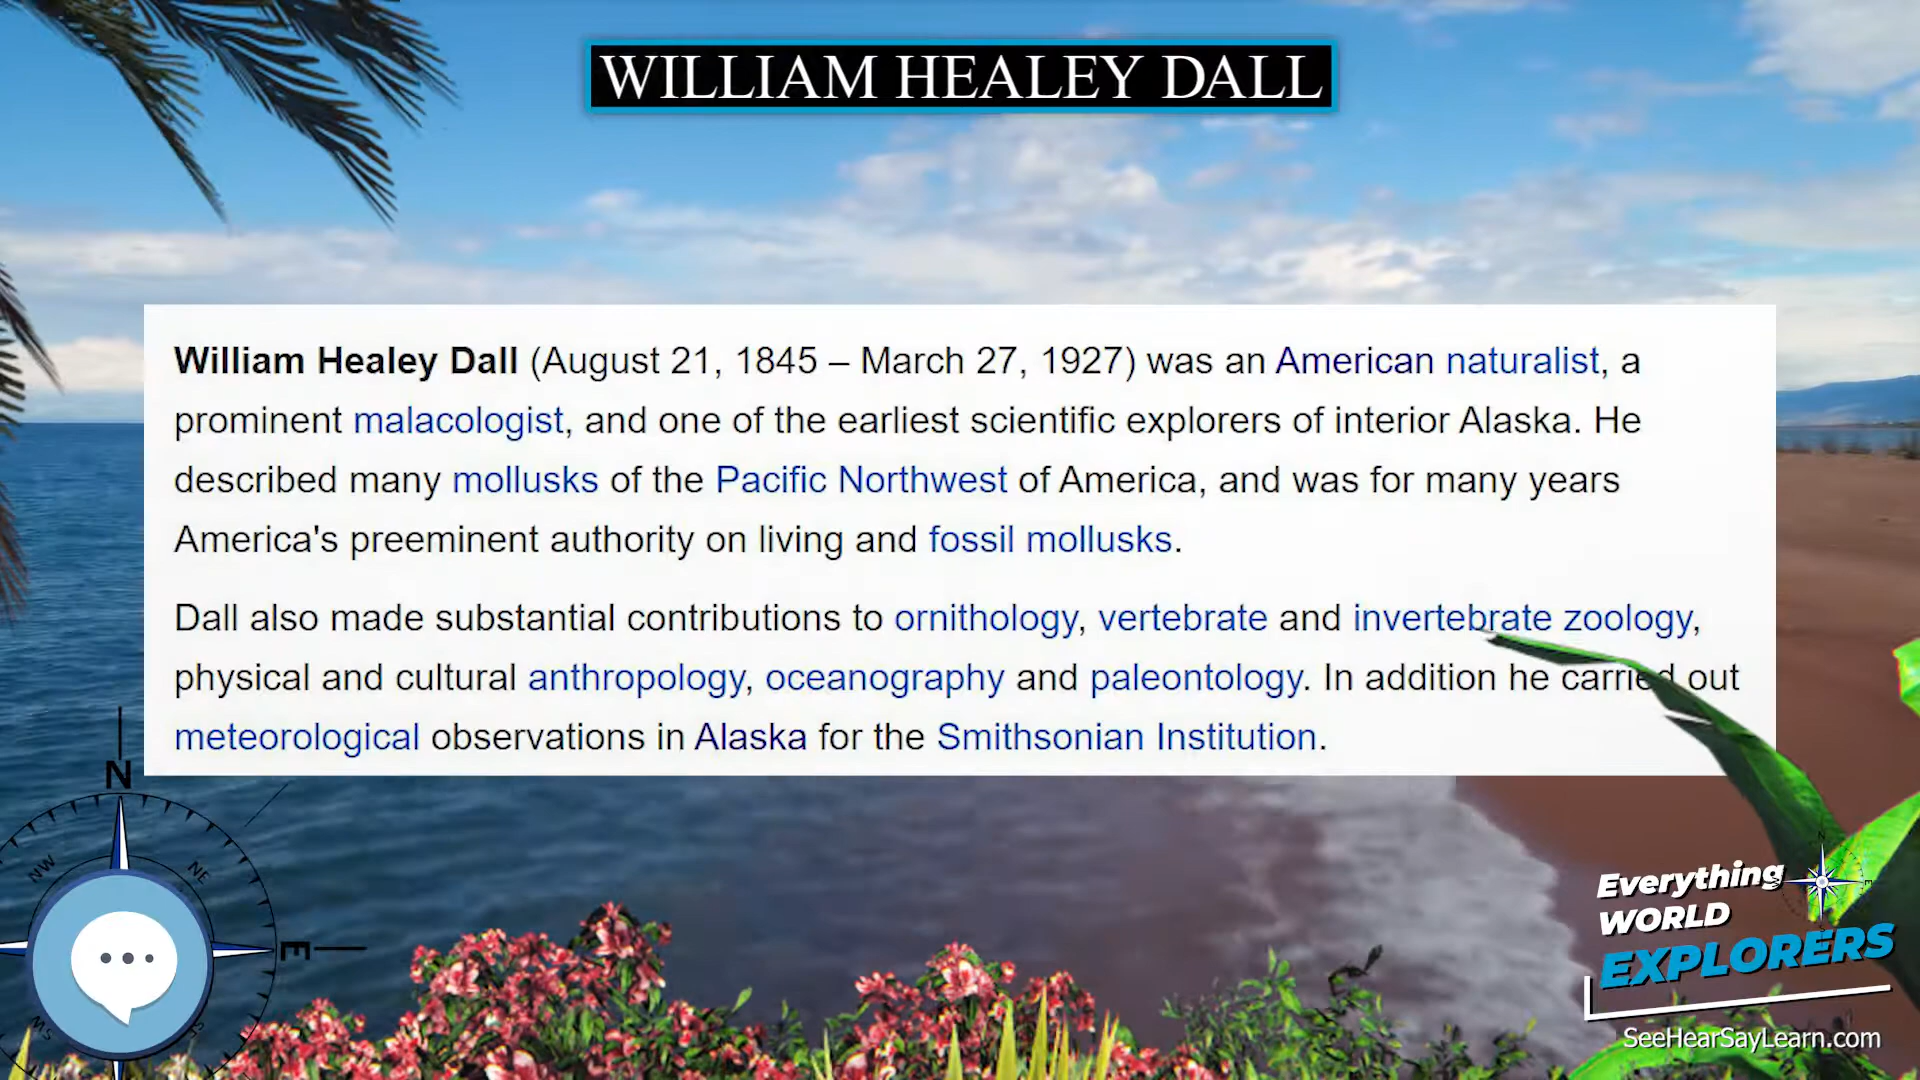 WILLIAM HEALEY DALL
William Healey Dall (August 21, 1845 – March 27, 1927) was an American naturalist, a
prominent malacologist, and one of the earliest scientific explorers of interior Alaska. He
described many mollusks of the Pacific Northwest of America, and was for many years
America's preeminent authority on living and fossil mollusks.
Dall also made substantial contributions to ornithology, vertebrate and invertebrate zoology,
physical and cultural anthropology, oceanography and paleontology. In addition he carried out
meteorological observations in Alaska for the Smithsonian Institution.
N
NW
NE
E
SE
Everything
WORLD
EXPLORERS
SeeHearSayLearn.com